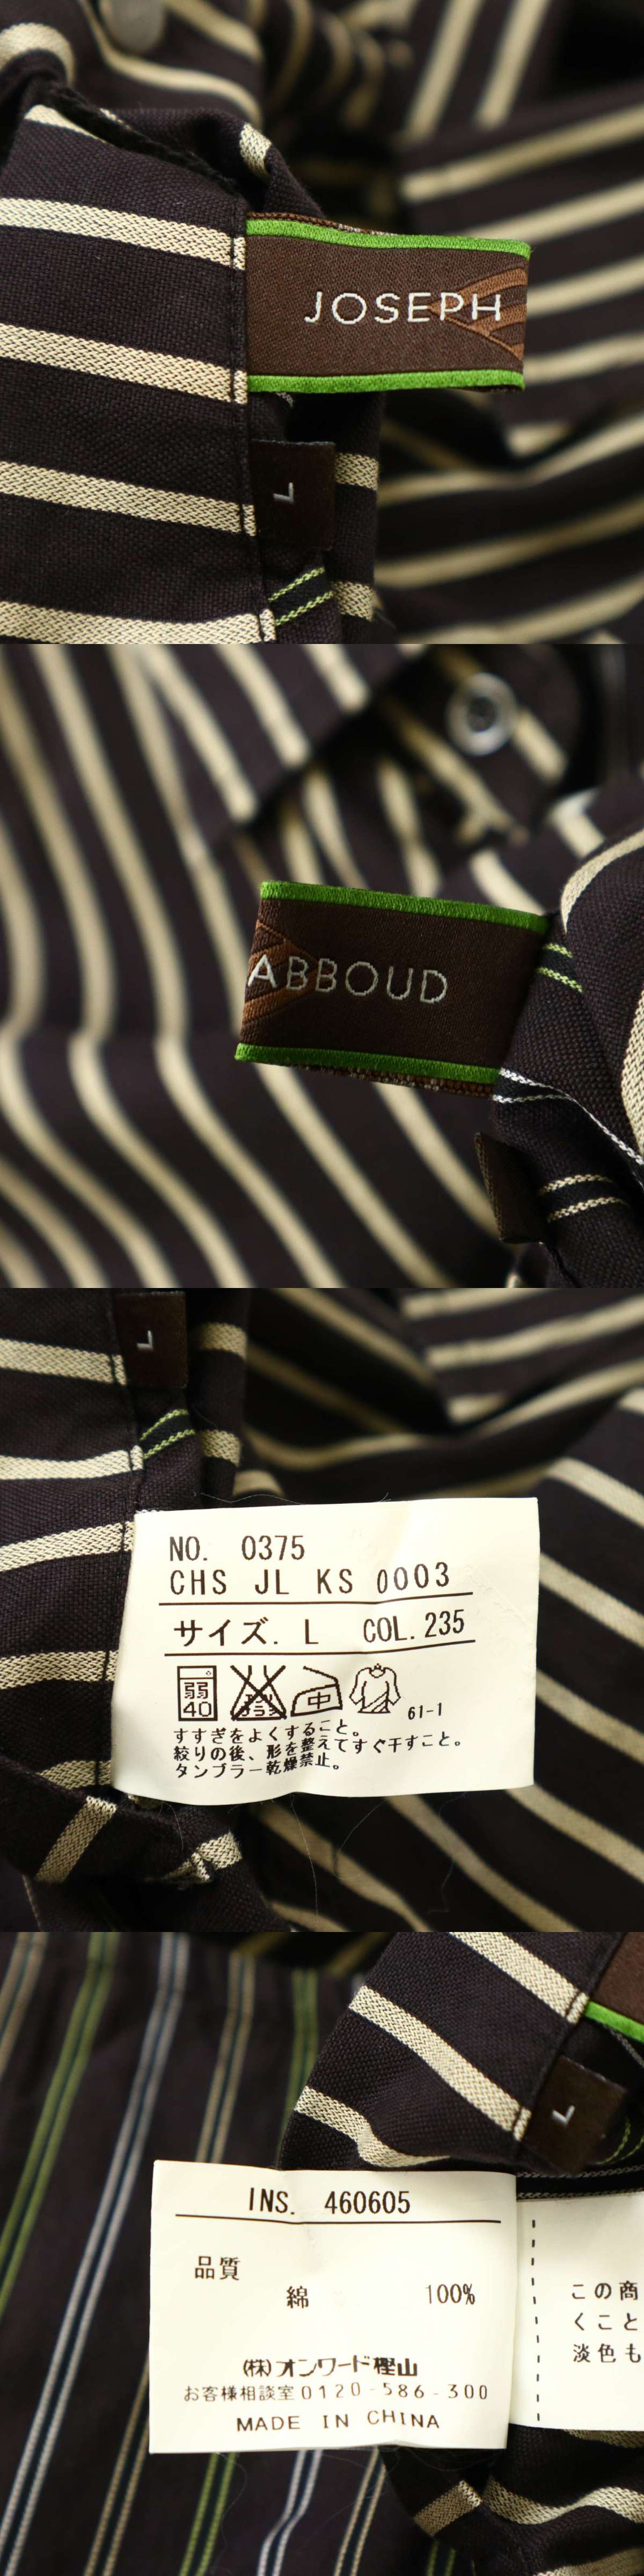 JOSEPH
L
ABBOUD
L
NO. 0375
CHS JL KS 0003
サイズ. L COL. 235
弱
40
中
61-1
すすぎをよくすること。
絞りの後、形を整えてすぐ干すこと。
タンブラー乾燥禁止。
L
INS. 460605
品質
綿 100%
(株)オンワード樫山
お客様相談室0120-586-300
MADE IN CHINA
この商
くこと
淡色も